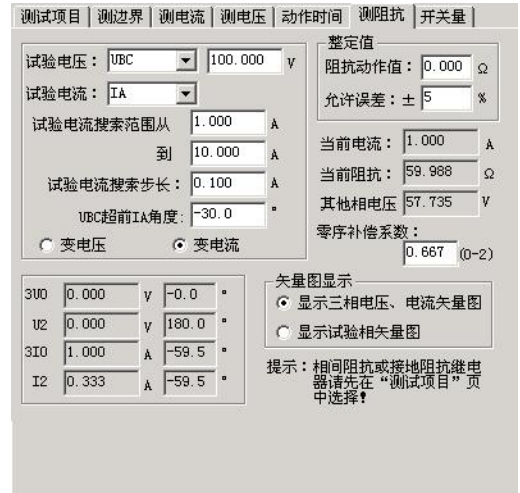 测试项目 测边界 测电流 测电压 动作时间 测阻抗 开关量
试验电压： UBC 100.000 V
试验电流： IA
试验电流搜索范围从 1.000 A
到 10.000 A
试验电流搜索步长： 0.100 A
UBC超前IA角度： -30.0 °
变电压 变电流
整定值
阻抗动作值： 0.000 Ω
允许误差：± 5 %
当前电流： 1.000 A
当前阻抗： 59.988 Ω
其他相电压 57.735 V
零序补偿系数：
0.667 (0-2)
3U0 0.000 V -0.0 °
U2 0.000 V 180.0 °
3I0 1.000 A -59.5 °
I2 0.333 A -59.5 °
矢量图显示
显示三相电压、电流矢量图
显示试验相矢量图
提示：相间阻抗或接地阻抗继电
器请先在“测试项目”页
中选择！